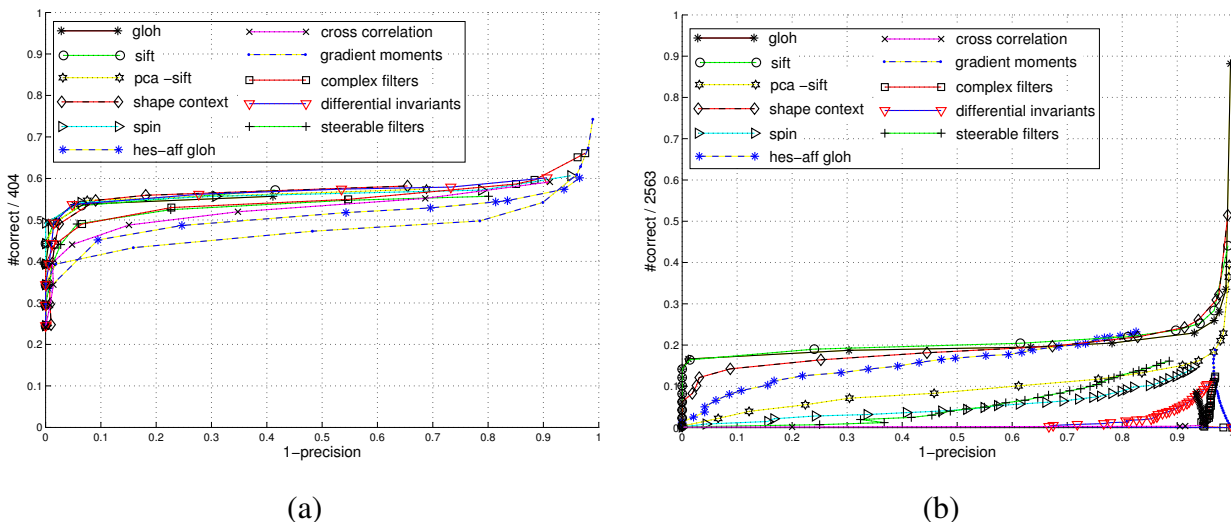 1
0.9
0.8
0.7
0.6
0.5
0.4
0.3
0.2
0.1
0
#correct / 404
gloh
sift
pca −sift
shape context
spin
hes−aff gloh
cross correlation
gradient moments
complex filters
differential invariants
steerable filters
0 0.1 0.2 0.3 0.4 0.5 0.6 0.7 0.8 0.9 1
1−precision
(a)
1
0.9
0.8
0.7
0.6
0.5
0.4
0.3
0.2
0.1
0
#correct / 2563
gloh
sift
pca −sift
shape context
spin
hes−aff gloh
cross correlation
gradient moments
complex filters
differential invariants
steerable filters
0 0.1 0.2 0.3 0.4 0.5 0.6 0.7 0.8 0.9
1−precision
(b)